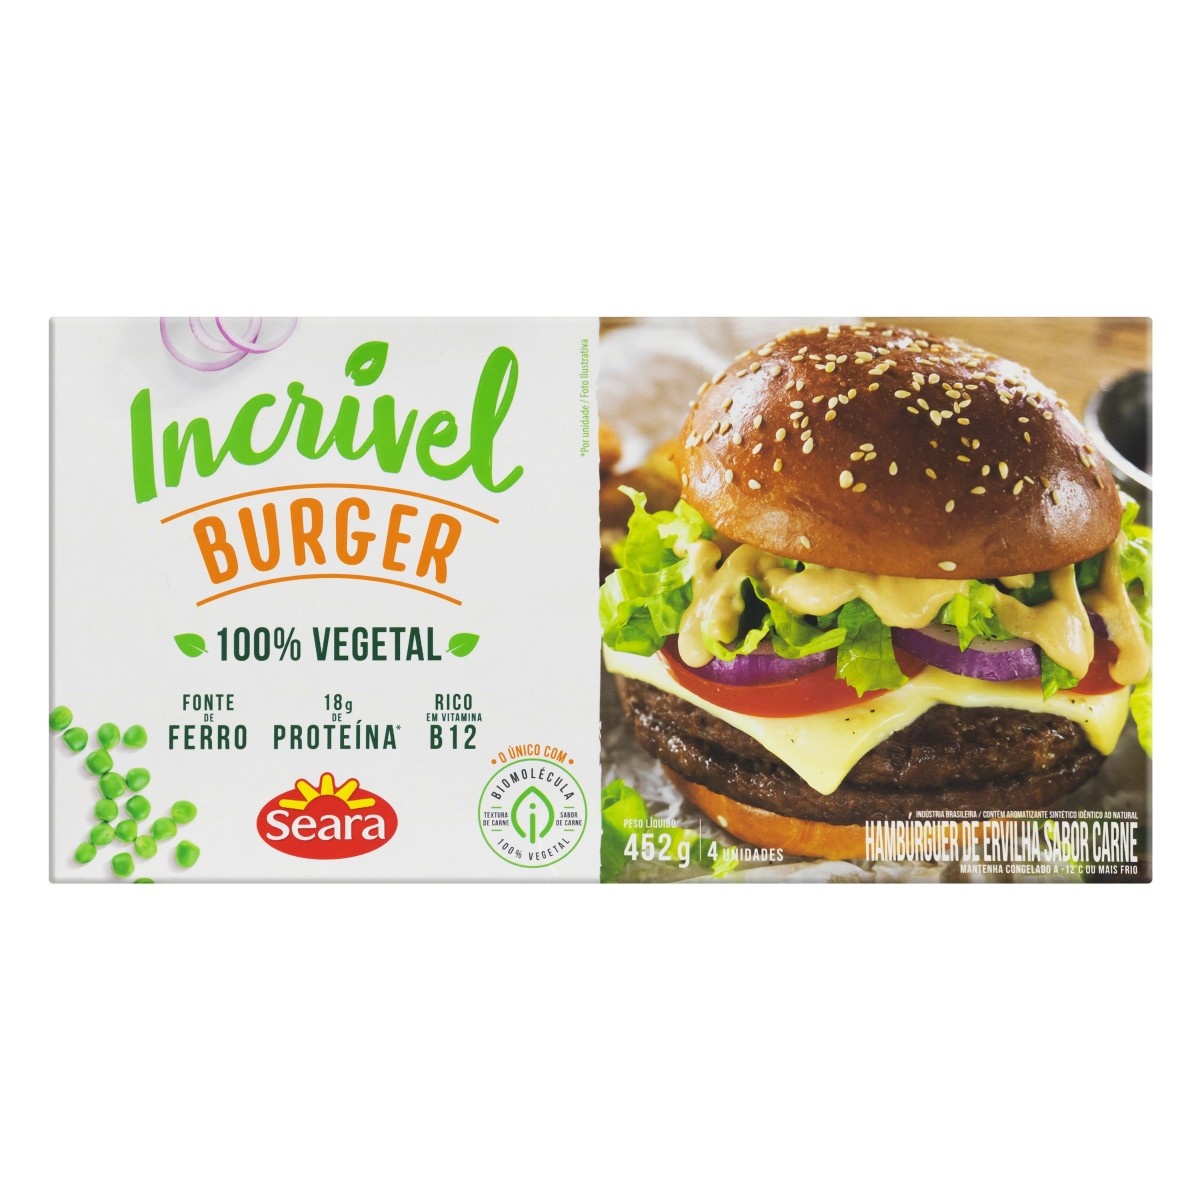 Incrível
BURGER
100% VEGETAL
FONTE
DE
FERRO
18g
DE
PROTEÍNA*
RICO
EM VITAMINA
B12
Seara
• O ÚNICO COM •
BIOMOLÉCULA
TEXTURA
DE CARNE
SABOR
DE CARNE
100% VEGETAL
*Por unidade / Foto Ilustrativa
PESO LÍQUIDO
452g
4 UNIDADES
INDÚSTRIA BRASILEIRA / CONTÉM AROMATIZANTE SINTÉTICO IDÊNTICO AO NATURAL
HAMBÚRGUER DE ERVILHA SABOR CARNE
MANTENHA CONGELADO A -12°C OU MAIS FRIO